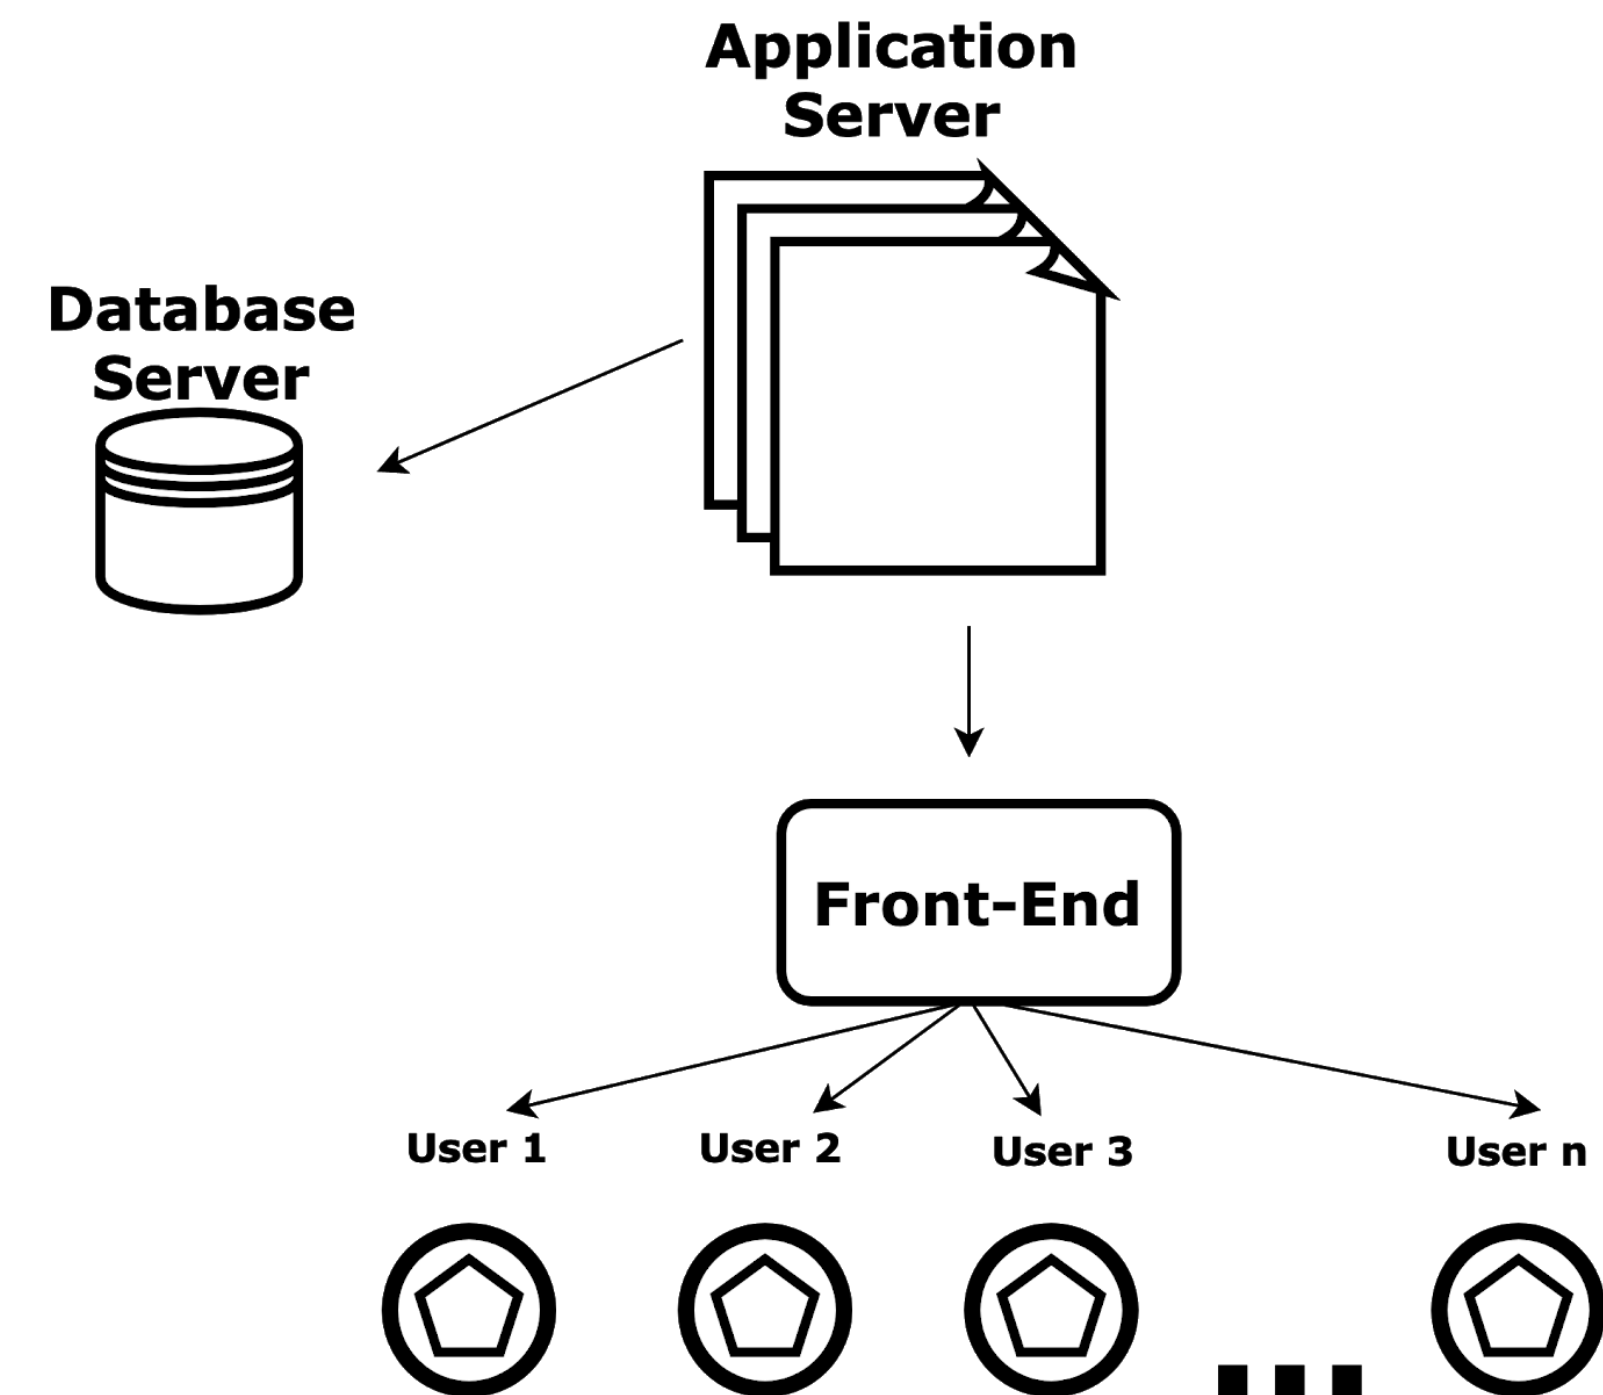 Application
Server
Database
Server
Front-End
User 1
User 2
User 3
User n
...